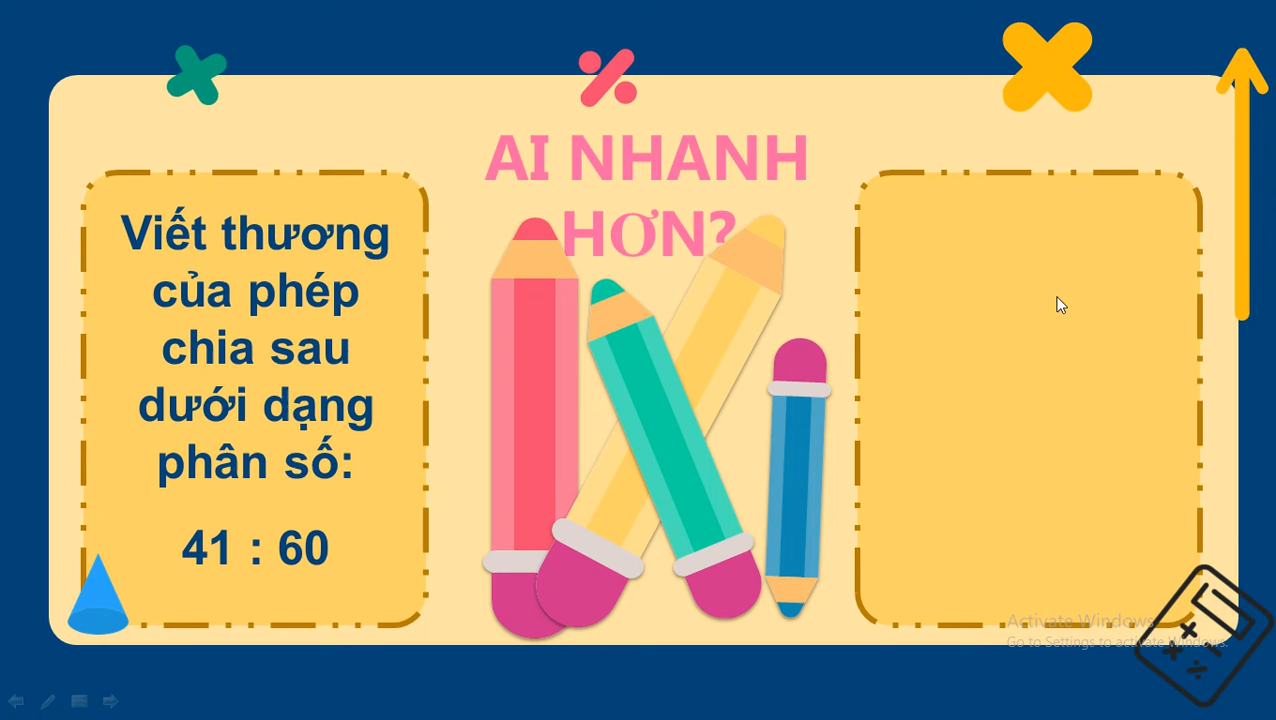 AI NHANH
HƠN?
Viết thương
của phép
chia sau
dưới dạng
phân số:
41 : 60
Activate Windows
Go to Settings to activate Windows.